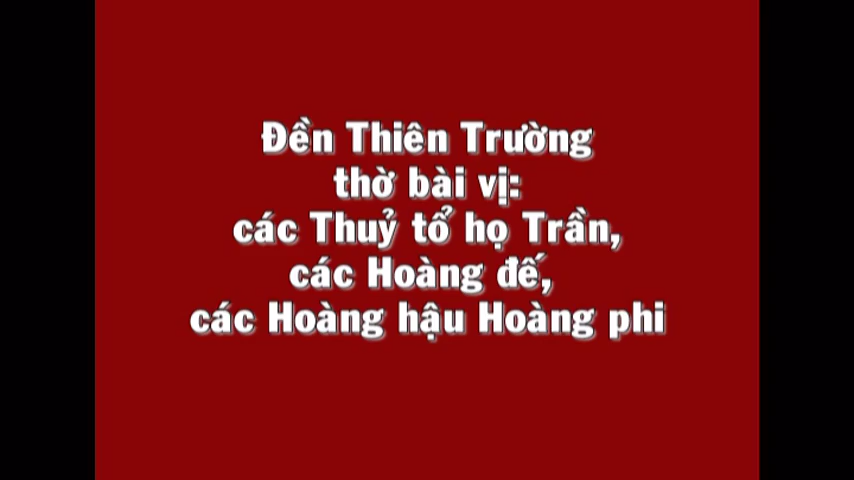 Đền Thiên Trường
thờ bài vị:
các Thuỷ tổ họ Trần,
các Hoàng đế,
các Hoàng hậu Hoàng phi